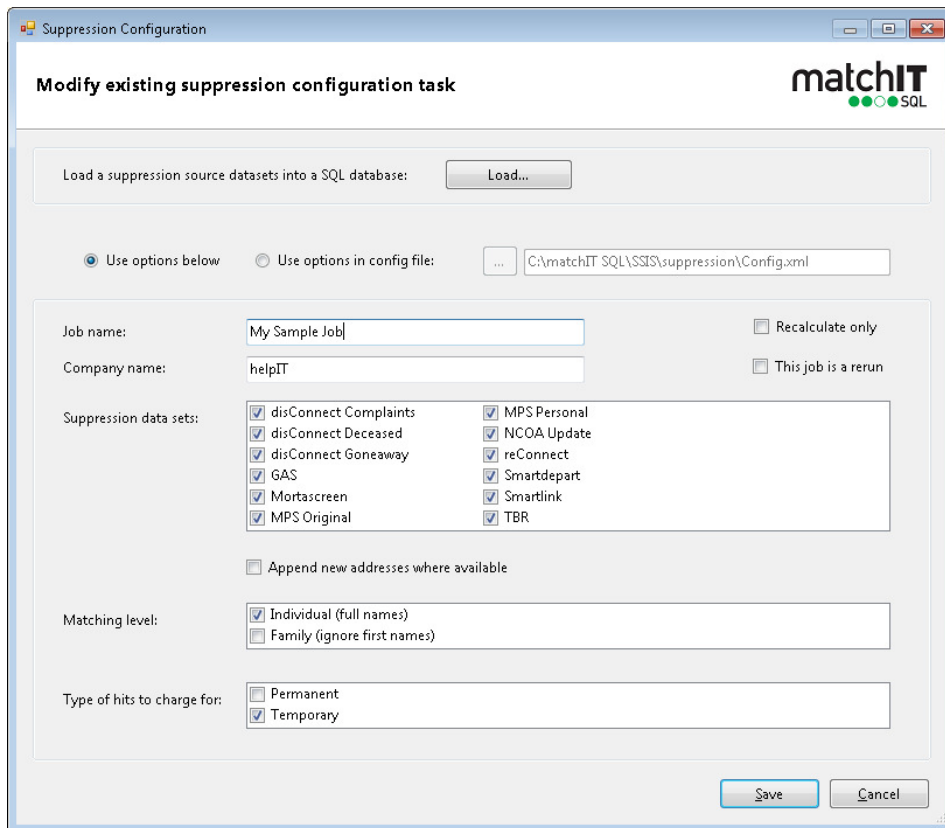 Suppression Configuration
Modify existing suppression configuration task
matchIT
SQL
Load a suppression source datasets into a SQL database:
Load...
Use options below
Use options in config file:
...
C:\matchIT SQL\SSIS\suppression\Config.xml
Job name:
My Sample Job
Recalculate only
Company name:
helpIT
This job is a rerun
Suppression data sets:
disConnect Complaints
MPS Personal
disConnect Deceased
NCOA Update
disConnect Goneaway
reConnect
GAS
Smartdepart
Mortascreen
Smartlink
MPS Original
TBR
Append new addresses where available
Matching level:
Individual (full names)
Family (ignore first names)
Type of hits to charge for:
Permanent
Temporary
Save
Cancel